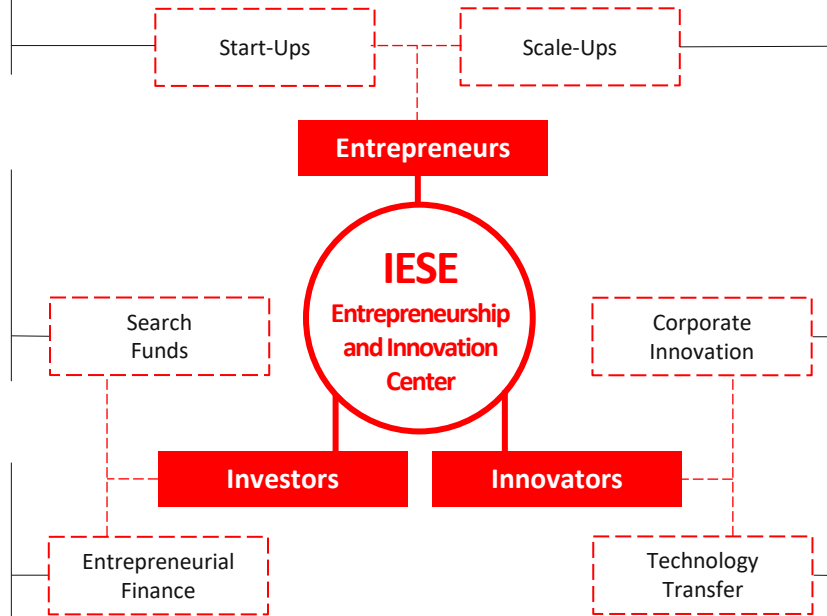 Start-Ups
Scale-Ups
Entrepreneurs
IESE
Entrepreneurship
and Innovation
Center
Search
Funds
Corporate
Innovation
Investors
Innovators
Entrepreneurial
Finance
Technology
Transfer